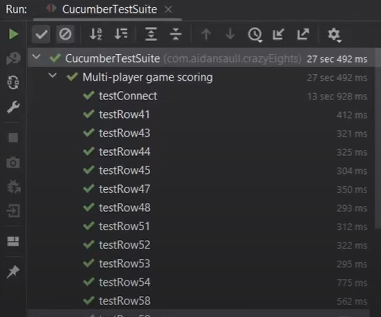 Run: CucumberTestSuite
CucumberTestSuite (com.aidansaull.crazyEights) 27 sec 492 ms
Multi-player game scoring 27 sec 492 ms
testConnect 13 sec 928 ms
testRow41 412 ms
testRow43 321 ms
testRow44 325 ms
testRow45 304 ms
testRow47 350 ms
testRow48 293 ms
testRow51 312 ms
testRow52 322 ms
testRow53 295 ms
testRow54 775 ms
testRow58 562 ms